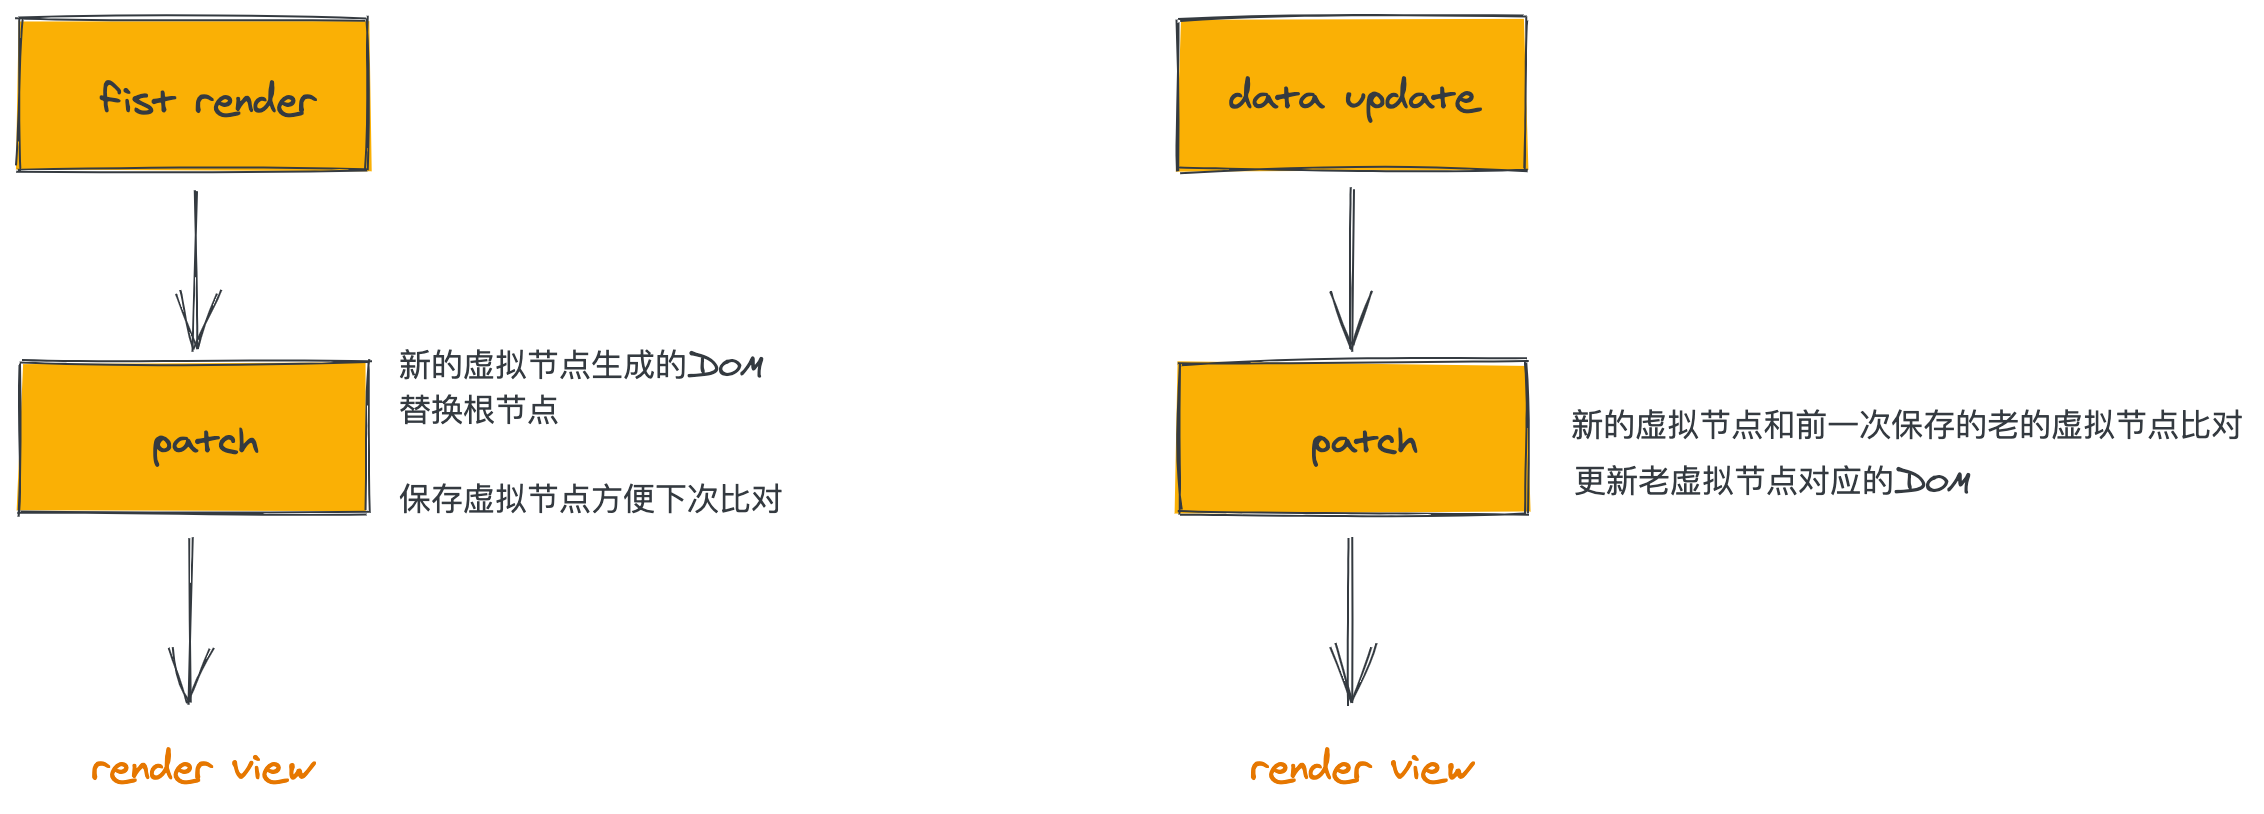 fist render
patch
新的虚拟节点生成的DOM
替换根节点
保存虚拟节点方便下次比对
render view
data update
patch
新的虚拟节点和前一次保存的老的虚拟节点比对
更新老虚拟节点对应的DOM
render view